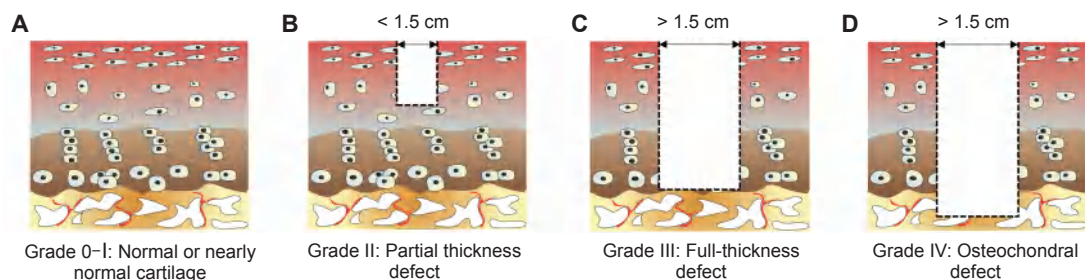 A
B
< 1.5 cm
C
> 1.5 cm
D
> 1.5 cm
Grade 0–I: Normal or nearly
normal cartilage
Grade II: Partial thickness
defect
Grade III: Full-thickness
defect
Grade IV: Osteochondral
defect